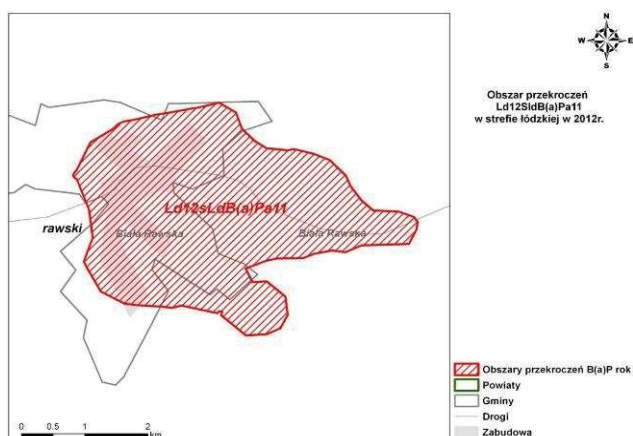 N
W E
S
Obszar przekroczeń
Ld12SldB(a)Pa11
w strefie łódzkiej w 2012r.
Ld12sLdB(a)Pa11
rawski
Biała Rawska
Biała Rawska
Obszary przekroczeń B(a)P rok
Powiaty
Gminy
Drogi
Zabudowa
0 0.5 1 2
km